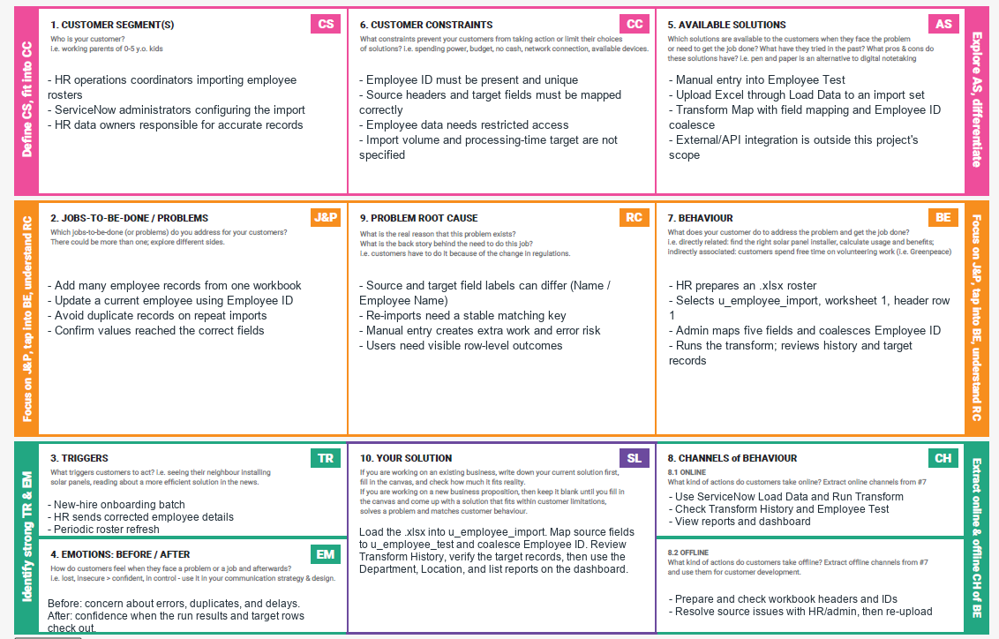 Define CS, fit into CC
1. CUSTOMER SEGMENT(S)
CS
Who is your customer?
i.e. working parents of 0-5 y.o. kids
- HR operations coordinators importing employee
rosters
- ServiceNow administrators configuring the import
- HR data owners responsible for accurate records
6. CUSTOMER CONSTRAINTS
CC
What constraints prevent your customers from taking action or limit their choices
of solutions? i.e. spending power, budget, no cash, network connection, available devices.
- Employee ID must be present and unique
- Source headers and target fields must be mapped
correctly
- Employee data needs restricted access
- Import volume and processing-time target are not
specified
5. AVAILABLE SOLUTIONS
AS
Which solutions are available to the customers when they face the problem
or need to get the job done? What have they tried in the past? What pros & cons do
these solutions have? i.e. pen and paper is an alternative to digital notetaking
- Manual entry into Employee Test
- Upload Excel through Load Data to an import set
- Transform Map with field mapping and Employee ID
coalesce
- External/API integration is outside this project's
scope
Explore AS, differentiate
Focus on J&P, tap into BE, understand RC
2. JOBS-TO-BE-DONE / PROBLEMS
J&P
Which jobs-to-be-done (or problems) do you address for your customers?
There could be more than one; explore different sides.
- Add many employee records from one workbook
- Update a current employee using Employee ID
- Avoid duplicate records on repeat imports
- Confirm values reached the correct fields
9. PROBLEM ROOT CAUSE
RC
What is the real reason that this problem exists?
What is the back story behind the need to do this job?
i.e. customers have to do it because of the change in regulations.
- Source and target field labels can differ (Name /
Employee Name)
- Re-imports need a stable matching key
- Manual entry creates extra work and error risk
- Users need visible row-level outcomes
7. BEHAVIOUR
BE
What does your customer do to address the problem and get the job done?
i.e. directly related: find the right solar panel installer, calculate usage and benefits;
indirectly associated: customers spend free time on volunteering work (i.e. Greenpeace)
- HR prepares an .xlsx roster
- Selects u_employee_import, worksheet 1, header row
1
- Admin maps five fields and coalesces Employee ID
- Runs the transform; reviews history and target
records
Focus on J&P, tap into BE, understand RC
Identify strong TR & EM
3. TRIGGERS
TR
What triggers customers to act? i.e. seeing their neighbour installing
solar panels, reading about a more efficient solution in the news.
- New-hire onboarding batch
- HR sends corrected employee details
- Periodic roster refresh
4. EMOTIONS: BEFORE / AFTER
EM
How do customers feel when they face a problem or a job and afterwards?
i.e. lost, insecure > confident, in control - use it in your communication strategy & design.
Before: concern about errors, duplicates, and delays.
After: confidence when the run results and target rows
check out.
10. YOUR SOLUTION
SL
If you are working on an existing business, write down your current solution first,
fill in the canvas, and check how much it fits reality.
If you are working on a new business proposition, then keep it blank until you fill in
the canvas and come up with a solution that fits within customer limitations,
solves a problem and matches customer behaviour.
Load the .xlsx into u_employee_import. Map source fields
to u_employee_test and coalesce Employee ID. Review
Transform History, verify the target records, then use the
Department, Location, and list reports on the dashboard.
8. CHANNELS of BEHAVIOUR
CH
8.1 ONLINE
What kind of actions do customers take online? Extract online channels from #7
- Use ServiceNow Load Data and Run Transform
- Check Transform History and Employee Test
- View reports and dashboard
8.2 OFFLINE
What kind of actions do customers take offline? Extract offline channels from #7
and use them for customer development.
- Prepare and check workbook headers and IDs
- Resolve source issues with HR/admin, then re-upload
Extract online & offline CH of BE